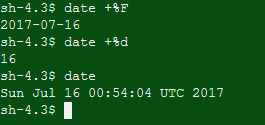 sh-4.3$ date +%F
2017-07-16
sh-4.3$ date +%d
16
sh-4.3$ date
Sun Jul 16 00:54:04 UTC 2017
sh-4.3$